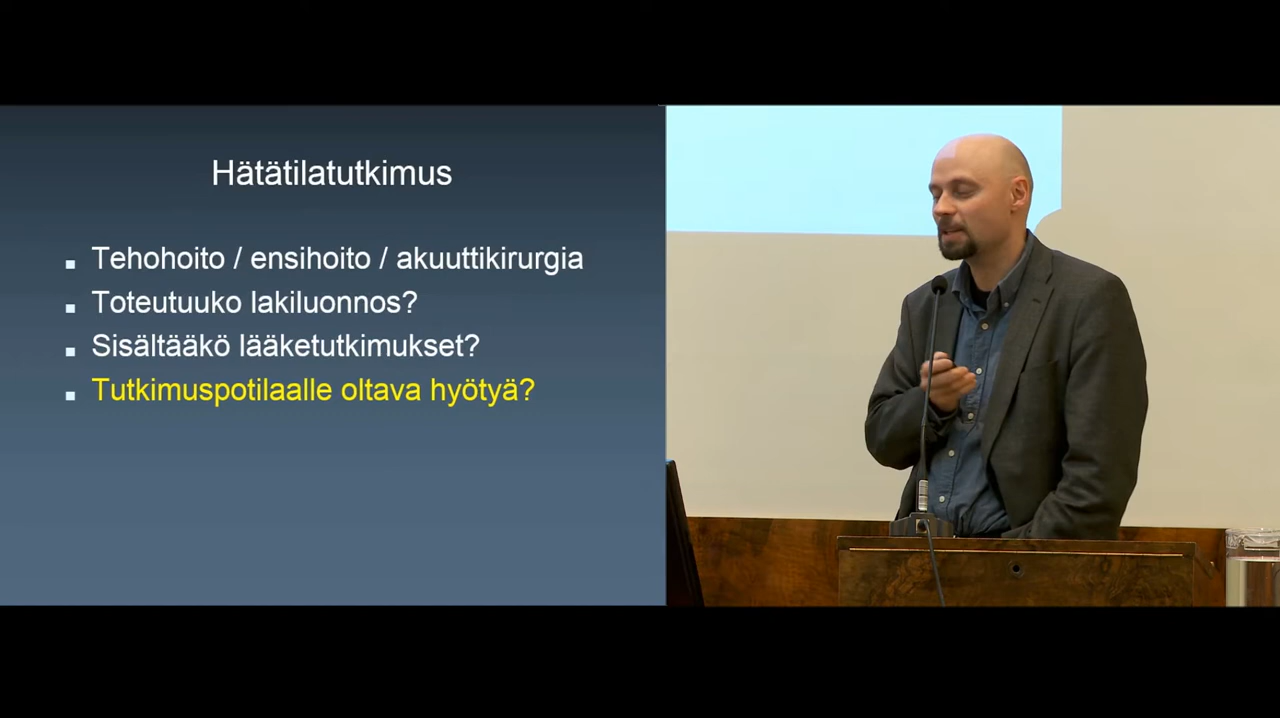 Hätätilatutkimus
Tehohoito / ensihoito / akuuttikirurgia
Toteutuuko lakiluonnos?
Sisältääkö lääketutkimukset?
Tutkimuspotilaalle oltava hyötyä?